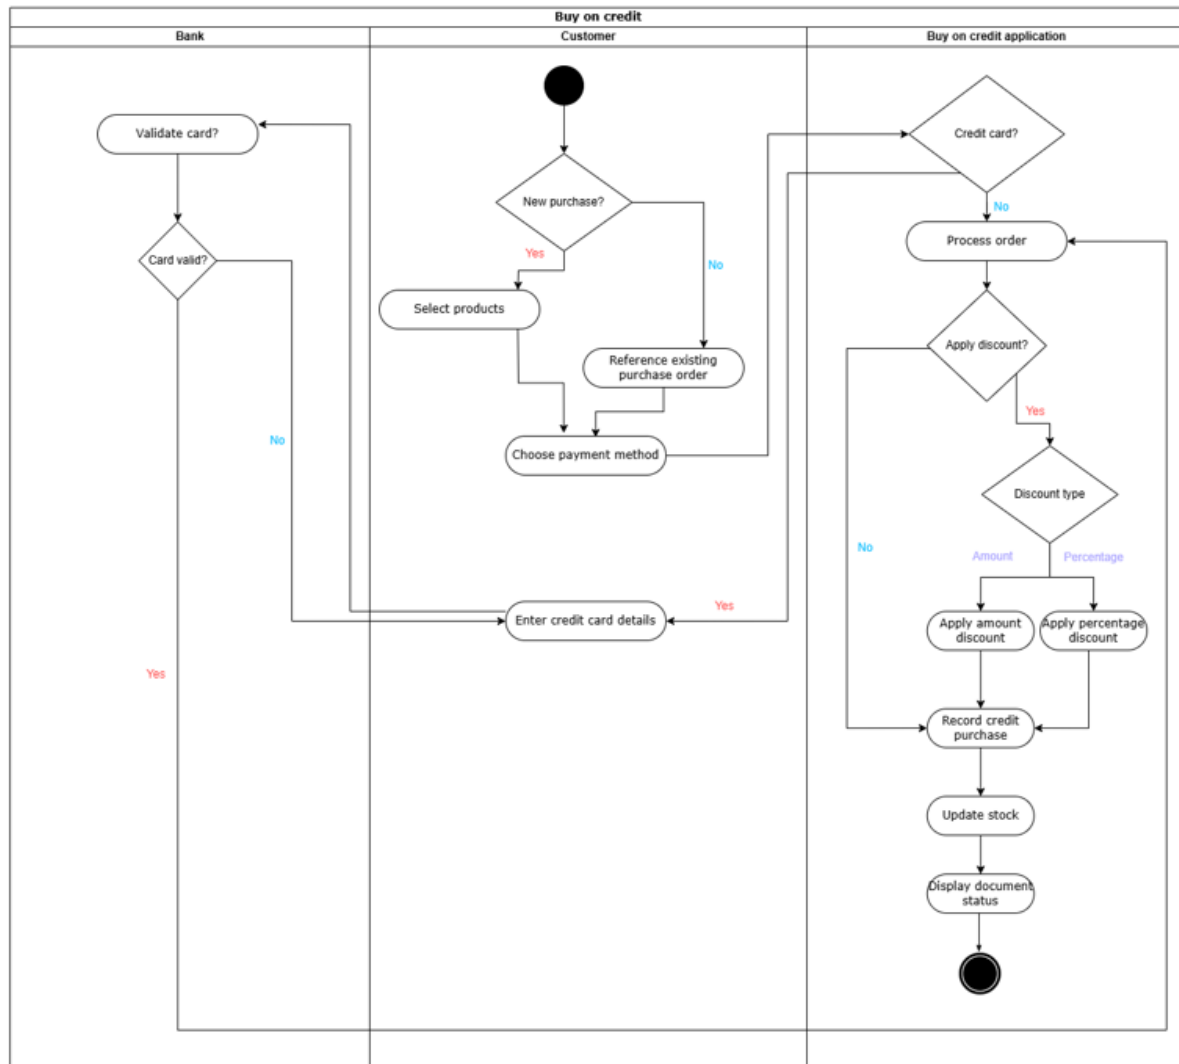 Buy on credit
Bank
Customer
Buy on credit application
Validate card?
Credit card?
New purchase?
No
Process order
Card valid?
Yes
No
Select products
Apply discount?
Reference existing
purchase order
Yes
No
Choose payment method
Discount type
No
Amount
Percentage
Yes
Enter credit card details
Apply amount
discount
Apply percentage
discount
Yes
Record credit
purchase
Update stock
Display document
status